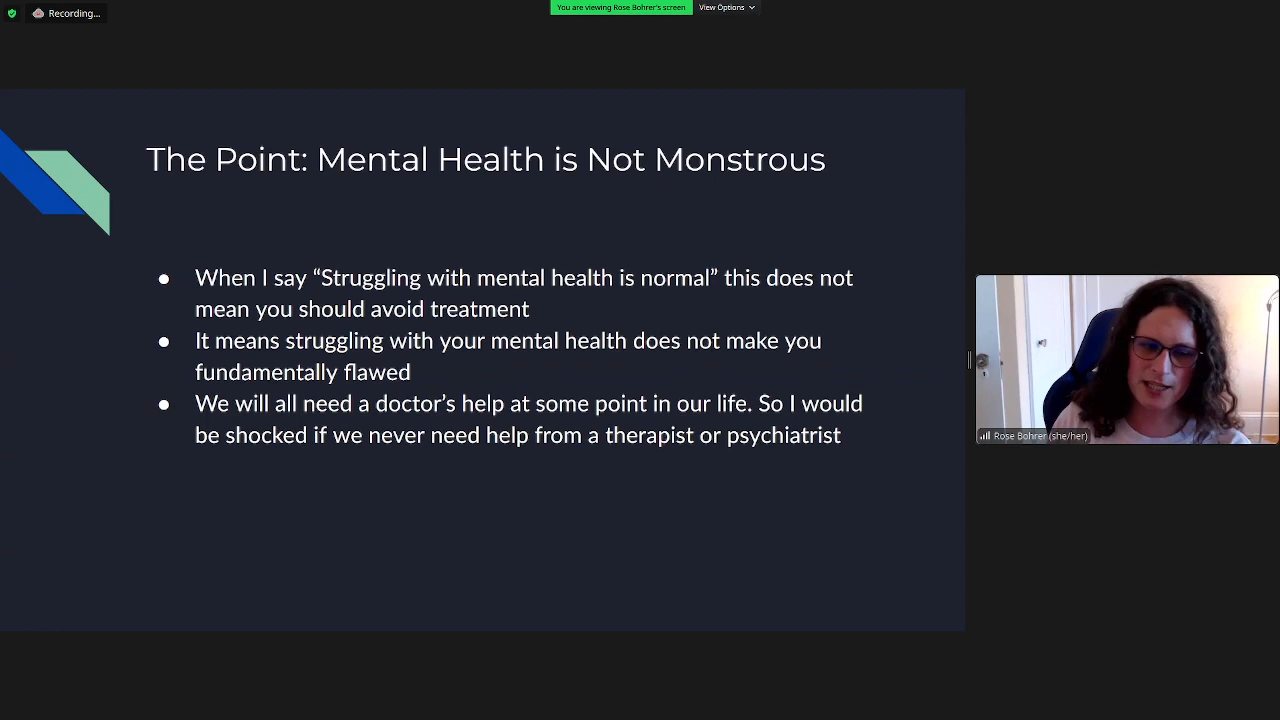 Recording...
You are viewing Rose Bohrer's screen
View Options
The Point: Mental Health is Not Monstrous
● When I say “Struggling with mental health is normal” this does not
mean you should avoid treatment
● It means struggling with your mental health does not make you
fundamentally flawed
● We will all need a doctor’s help at some point in our life. So I would
be shocked if we never need help from a therapist or psychiatrist
Rose Bohrer (she/her)